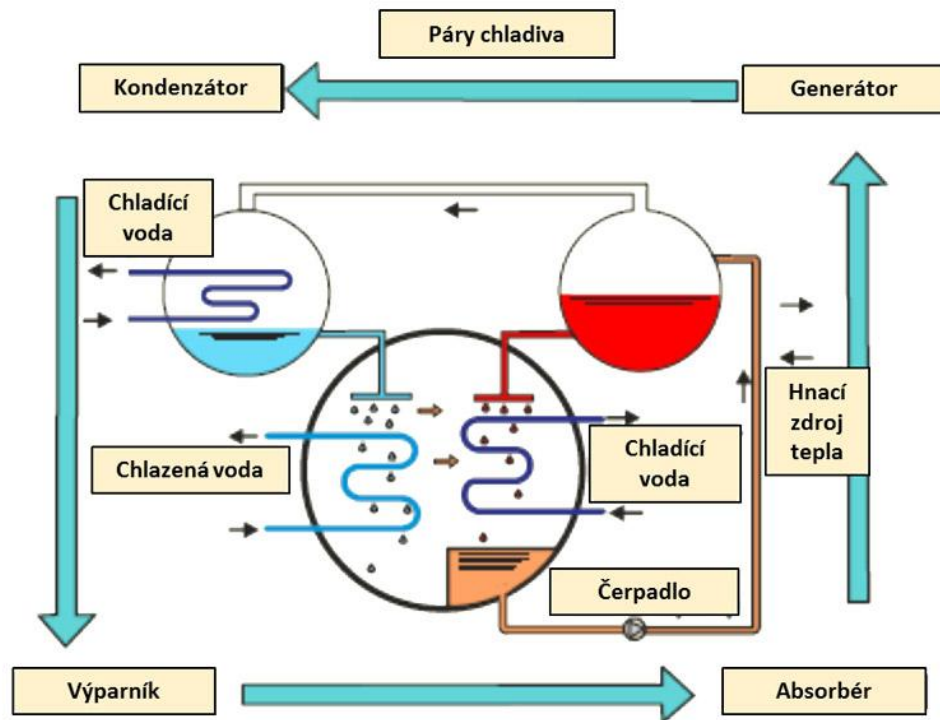 Páry chladiva
Kondenzátor
Generátor
Chladící
voda
Hnací
zdroj
tepla
Chlazená voda
Chladící
voda
Čerpadlo
Výparník
Absorbér